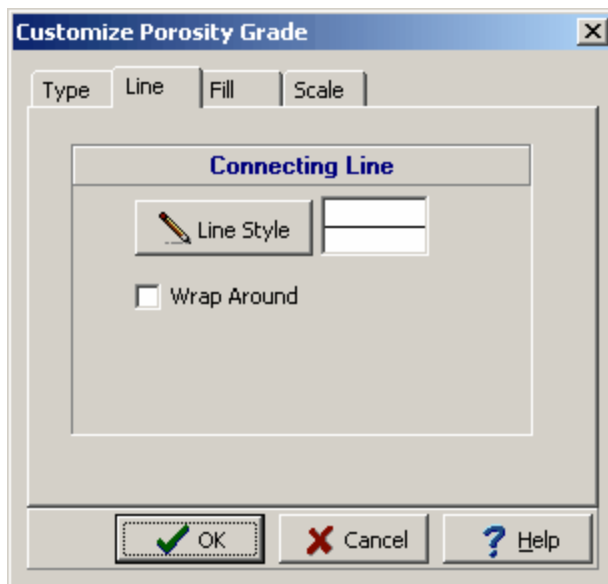 Customize Porosity Grade
Type Line Fill Scale
Connecting Line
Line Style
Wrap Around
OK Cancel Help